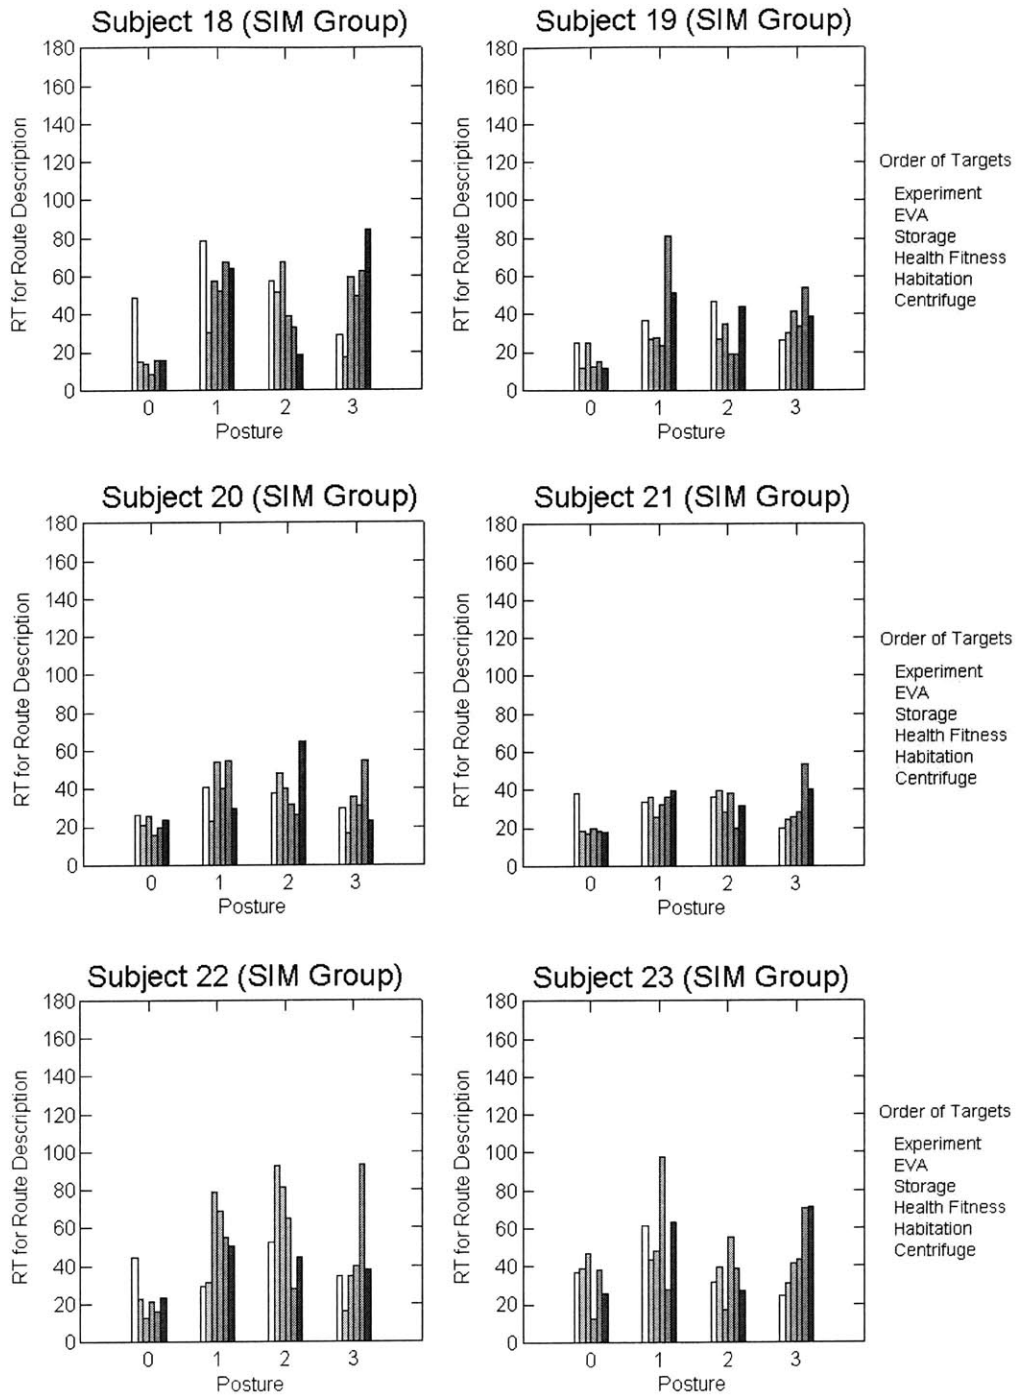 Subject 18 (SIM Group)
180
160
140
120
100
80
60
40
20
0
RT for Route Description
0 1 2 3
Posture
Subject 19 (SIM Group)
180
160
140
120
100
80
60
40
20
0
RT for Route Description
0 1 2 3
Posture
Order of Targets
Experiment
EVA
Storage
Health Fitness
Habitation
Centrifuge
Subject 20 (SIM Group)
180
160
140
120
100
80
60
40
20
0
RT for Route Description
0 1 2 3
Posture
Subject 21 (SIM Group)
180
160
140
120
100
80
60
40
20
0
RT for Route Description
0 1 2 3
Posture
Order of Targets
Experiment
EVA
Storage
Health Fitness
Habitation
Centrifuge
Subject 22 (SIM Group)
180
160
140
120
100
80
60
40
20
0
RT for Route Description
0 1 2 3
Posture
Subject 23 (SIM Group)
180
160
140
120
100
80
60
40
20
0
RT for Route Description
0 1 2 3
Posture
Order of Targets
Experiment
EVA
Storage
Health Fitness
Habitation
Centrifuge